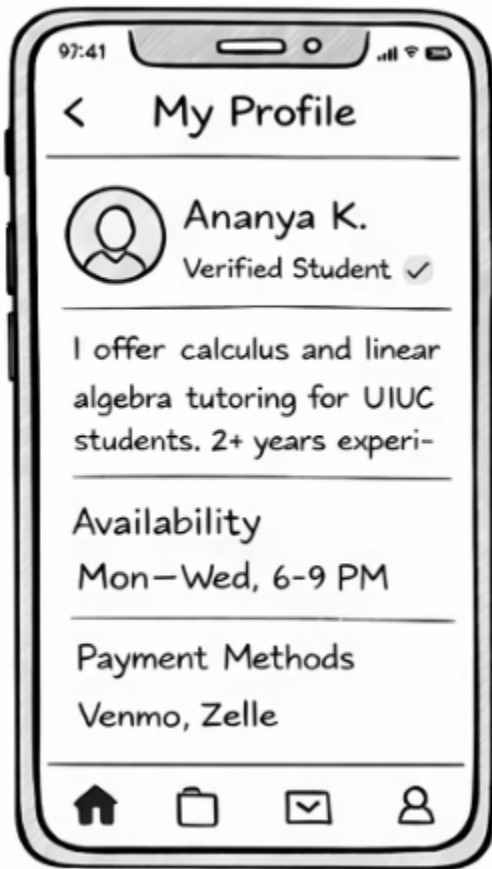 97:41
My Profile
Ananya K.
Verified Student
I offer calculus and linear
algebra tutoring for UIUC
students. 2+ years experi-
Availability
Mon–Wed, 6-9 PM
Payment Methods
Venmo, Zelle